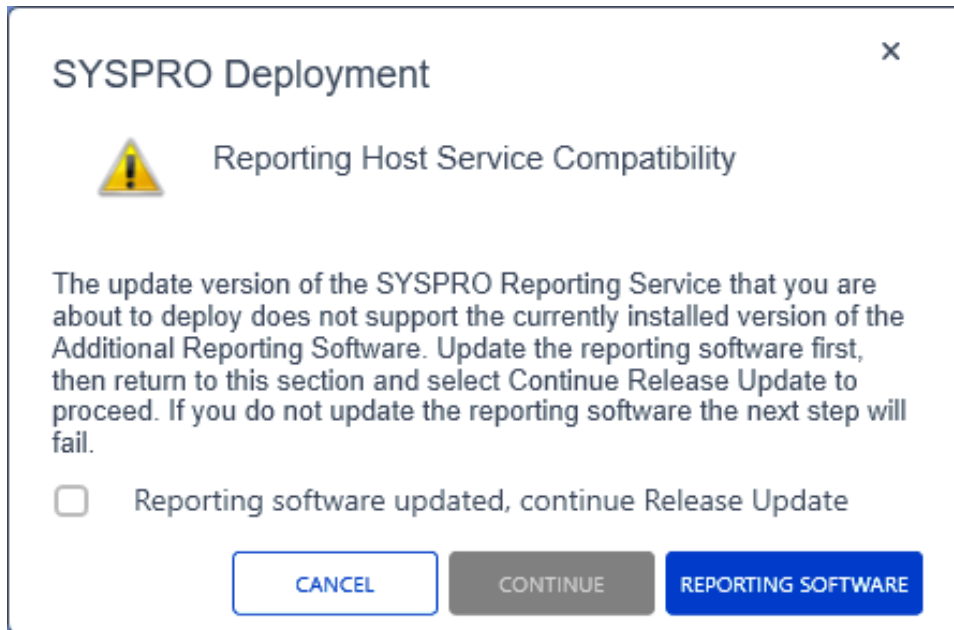 SYSPRO Deployment
Reporting Host Service Compatibility
The update version of the SYSPRO Reporting Service that you are
about to deploy does not support the currently installed version of the
Additional Reporting Software. Update the reporting software first,
then return to this section and select Continue Release Update to
proceed. If you do not update the reporting software the next step will
fail.
Reporting software updated, continue Release Update
CANCEL
CONTINUE
REPORTING SOFTWARE